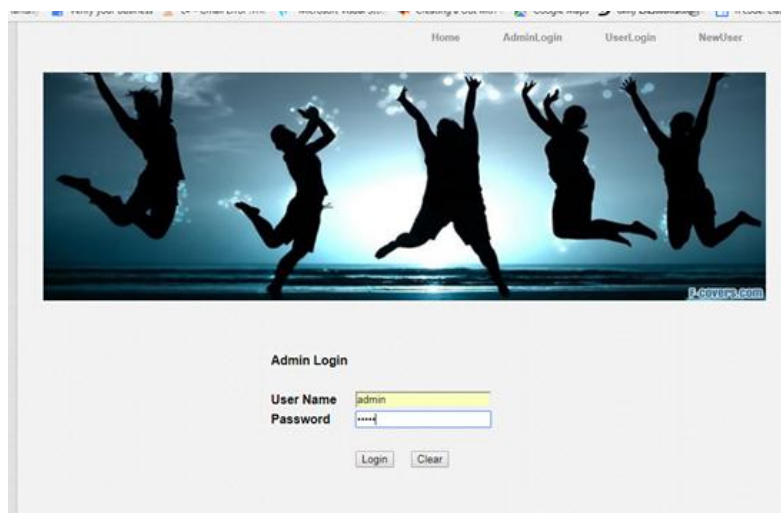 Home AdminLogin UserLogin NewUser
F-covers.com
Admin Login
User Name admin
Password •••••
Login Clear